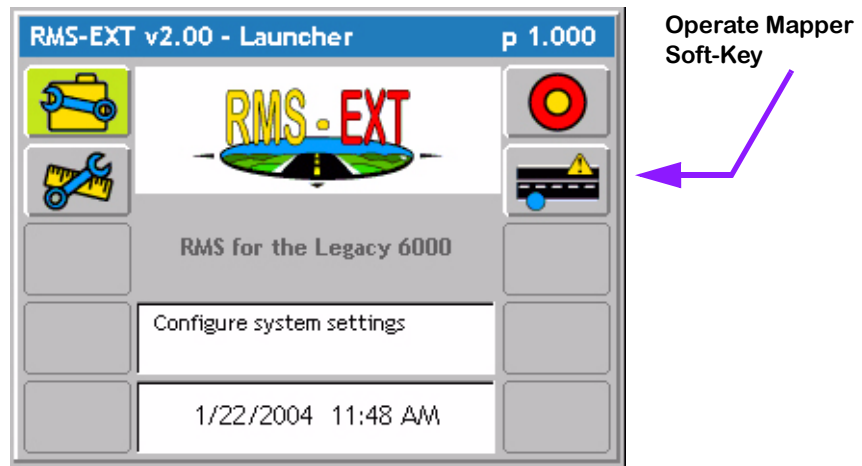 RMS-EXT v2.00 - Launcher p 1.000
Operate Mapper
Soft-Key
RMS - EXT
RMS for the Legacy 6000
Configure system settings
1/22/2004 11:48 AM